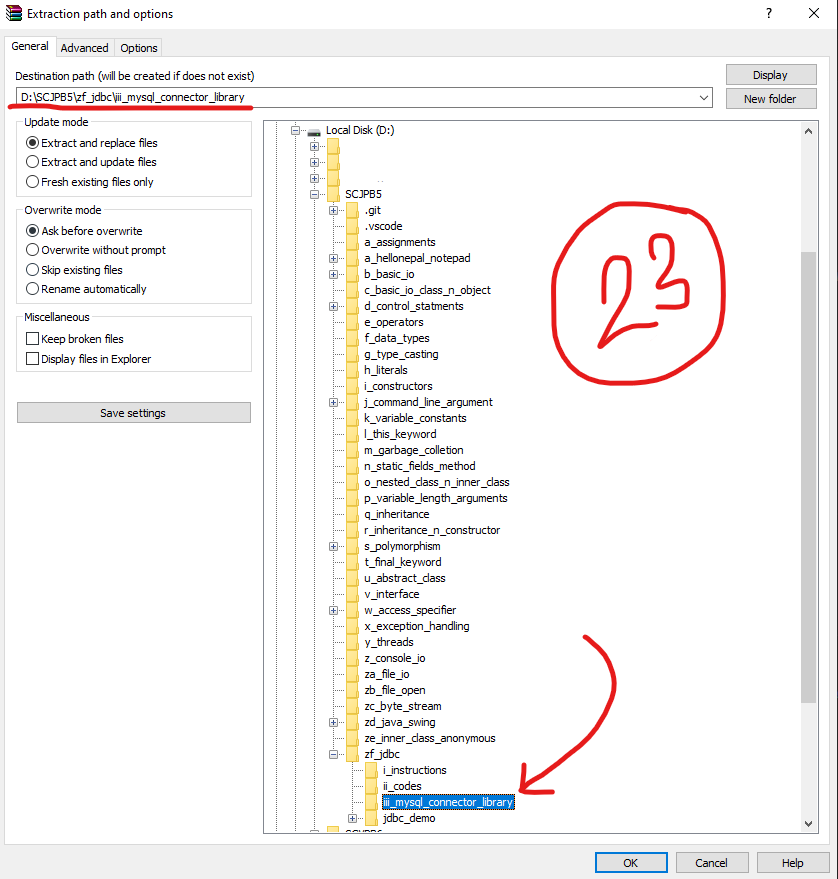 Extraction path and options
?
General
Advanced
Options
Destination path (will be created if does not exist)
D:\SCJPB5\zf_jdbc\iii_mysql_connector_library
Display
New folder
Update mode
Extract and replace files
Extract and update files
Fresh existing files only
Overwrite mode
Ask before overwrite
Overwrite without prompt
Skip existing files
Rename automatically
Miscellaneous
Keep broken files
Display files in Explorer
Save settings
Local Disk (D:)
SCJPB5
.git
.vscode
a_assignments
a_hellonepal_notepad
b_basic_io
c_basic_io_class_n_object
d_control_statments
e_operators
f_data_types
g_type_casting
h_literals
i_constructors
j_command_line_argument
k_variable_constants
l_this_keyword
m_garbage_colletion
n_static_fields_method
o_nested_class_n_inner_class
p_variable_length_arguments
q_inheritance
r_inheritance_n_constructor
s_polymorphism
t_final_keyword
u_abstract_class
v_interface
w_access_specifier
x_exception_handling
y_threads
z_console_io
za_file_io
zb_file_open
zc_byte_stream
zd_java_swing
ze_inner_class_anonymous
zf_jdbc
i_instructions
ii_codes
iii_mysql_connector_library
jdbc_demo
23
OK
Cancel
Help